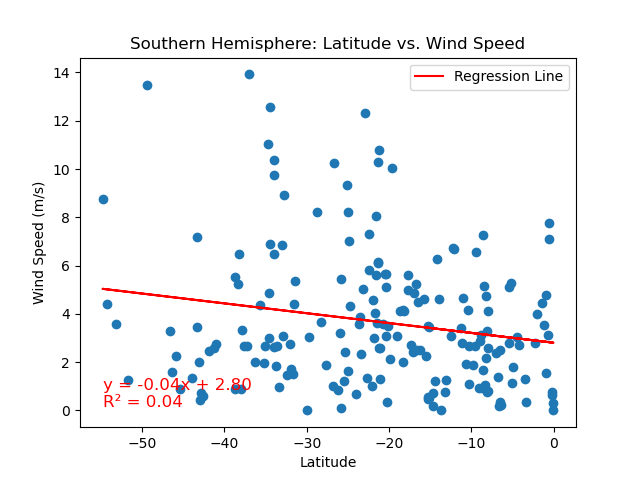 Southern Hemisphere: Latitude vs. Wind Speed
Regression Line
14
12
10
8
6
4
2
0
Wind Speed (m/s)
y = -0.04x + 2.80
R² = 0.04
−50 −40 −30 −20 −10 0
Latitude